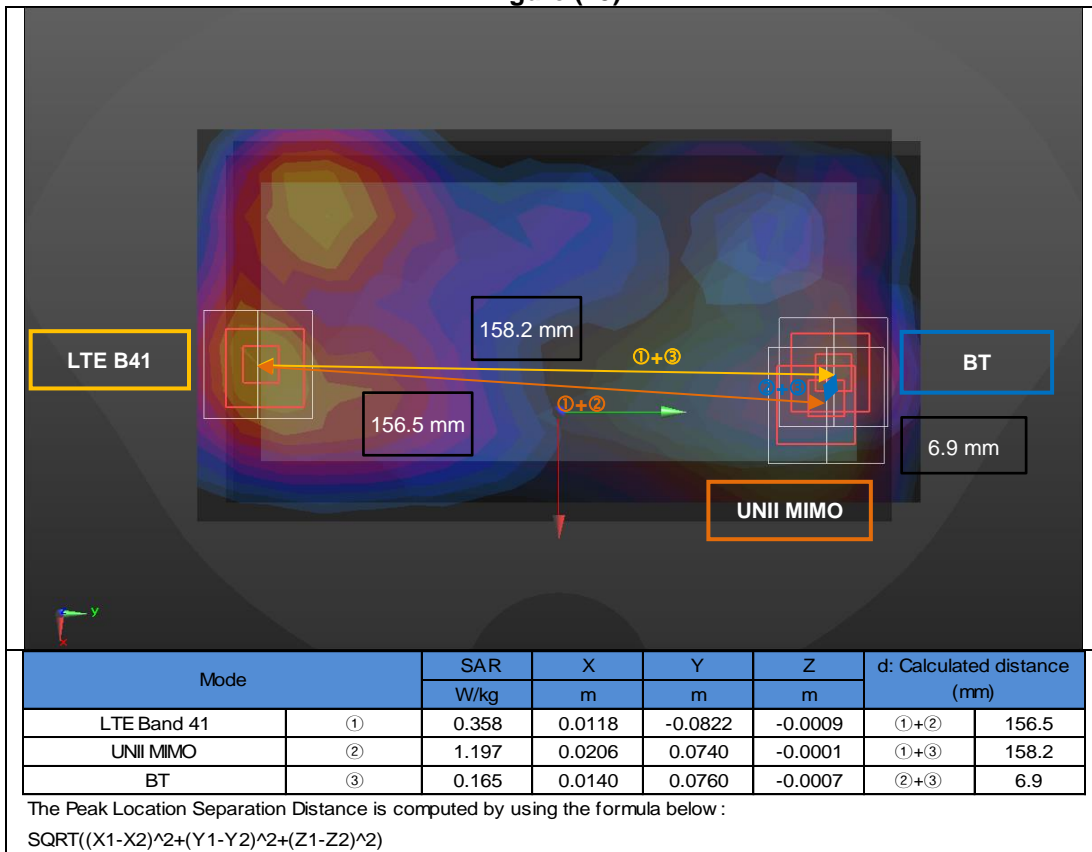 158.2 mm
LTE B41
①+③
BT
①+②
156.5 mm
6.9 mm
UNII MIMO
y
x
Mode SAR X Y Z d: Calculated distance (mm)
W/kg m m m
LTE Band 41 ① 0.358 0.0118 -0.0822 -0.0009 ①+② 156.5
UNII MIMO ② 1.197 0.0206 0.0740 -0.0001 ①+③ 158.2
BT ③ 0.165 0.0140 0.0760 -0.0007 ②+③ 6.9
The Peak Location Separation Distance is computed by using the formula below :
SQRT((X1-X2)^2+(Y1-Y2)^2+(Z1-Z2)^2)